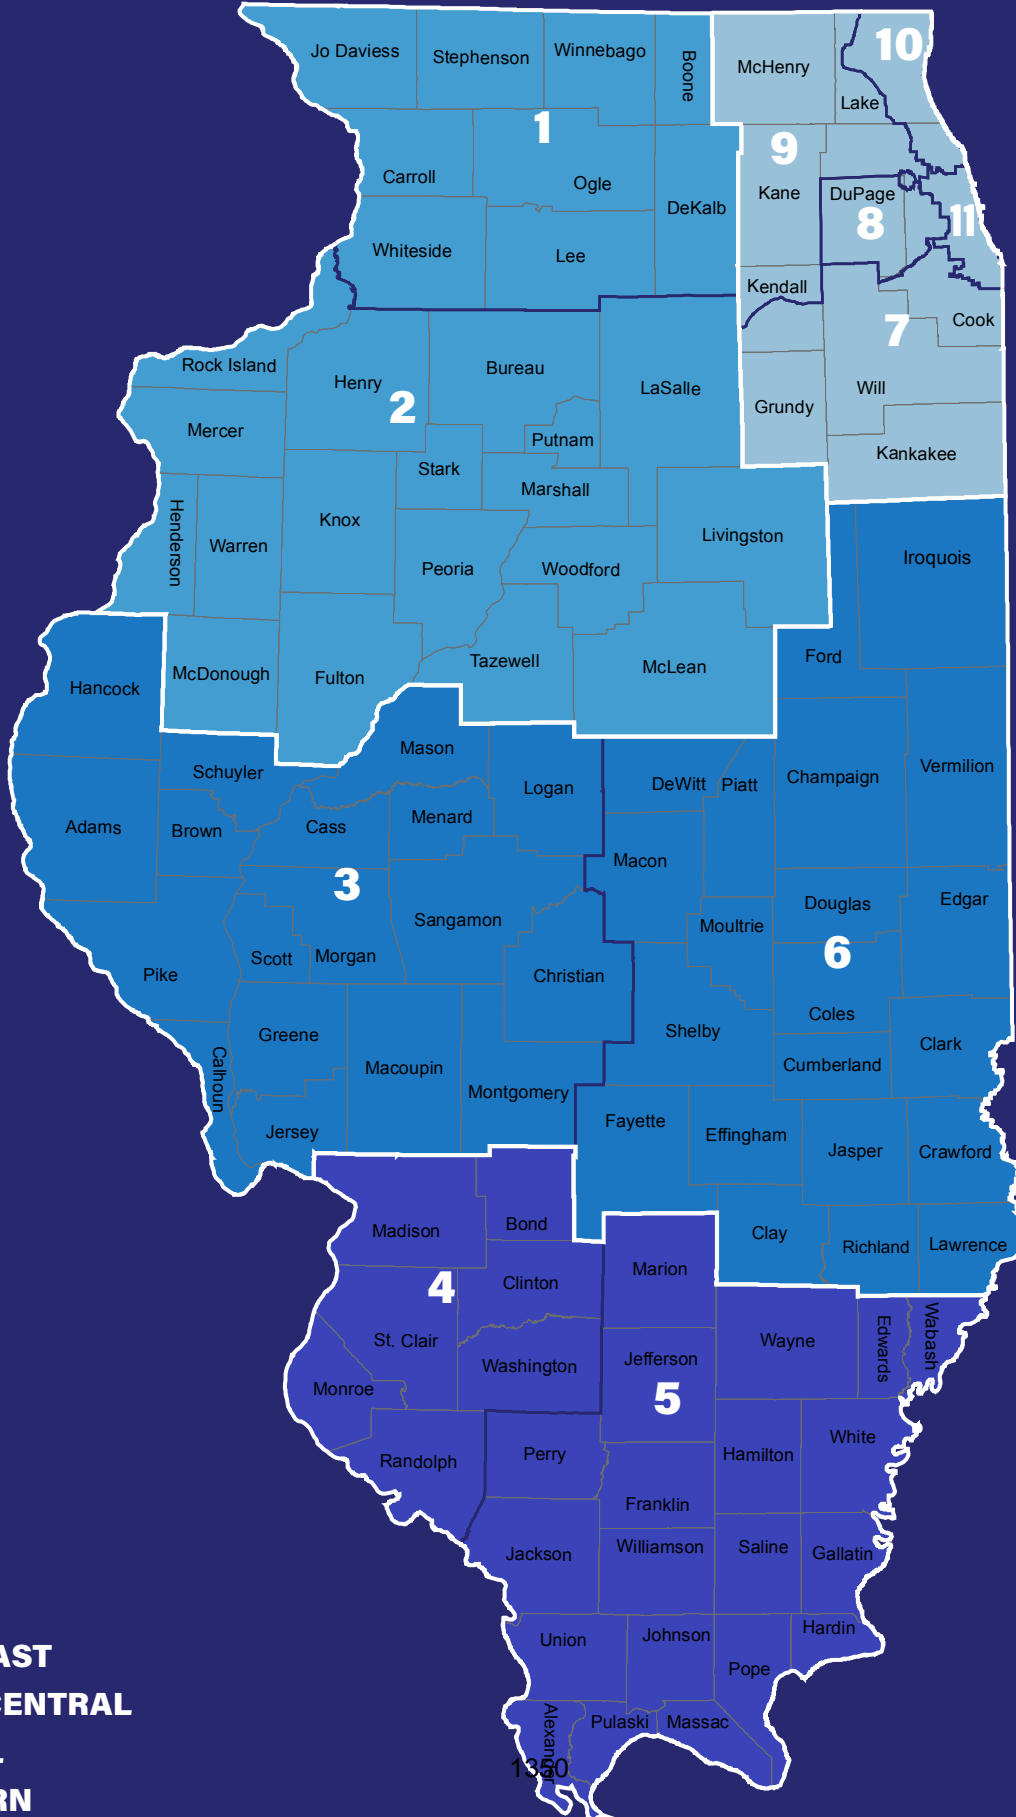 10
Jo Daviess
Stephenson
Winnebago
Boone
McHenry
Lake
1
9
Carroll
Ogle
Kane
DuPage
DeKalb
8
11
Whiteside
Lee
Kendall
Cook
7
Rock Island
Henry
Bureau
LaSalle
Will
2
Grundy
Mercer
Putnam
Kankakee
Stark
Marshall
Henderson
Knox
Warren
Livingston
Iroquois
Peoria
Woodford
Ford
McDonough
Tazewell
McLean
Fulton
Hancock
Mason
Schuyler
Logan
DeWitt
Piatt
Champaign
Vermilion
Adams
Brown
Cass
Menard
Macon
3
Douglas
Edgar
Sangamon
Moultrie
6
Scott
Morgan
Pike
Christian
Coles
Greene
Shelby
Clark
Calhoun
Macoupin
Cumberland
Montgomery
Jersey
Fayette
Effingham
Jasper
Crawford
Madison
Bond
Clay
Richland
Lawrence
Marion
4
Clinton
St. Clair
Washington
Jefferson
Wayne
Edwards
Wabash
Monroe
5
Randolph
Perry
Hamilton
White
Franklin
Jackson
Williamson
Saline
Gallatin
Union
Johnson
Hardin
Pope
Alexander
Pulaski
Massac
1350
AST
CENTRAL
RN